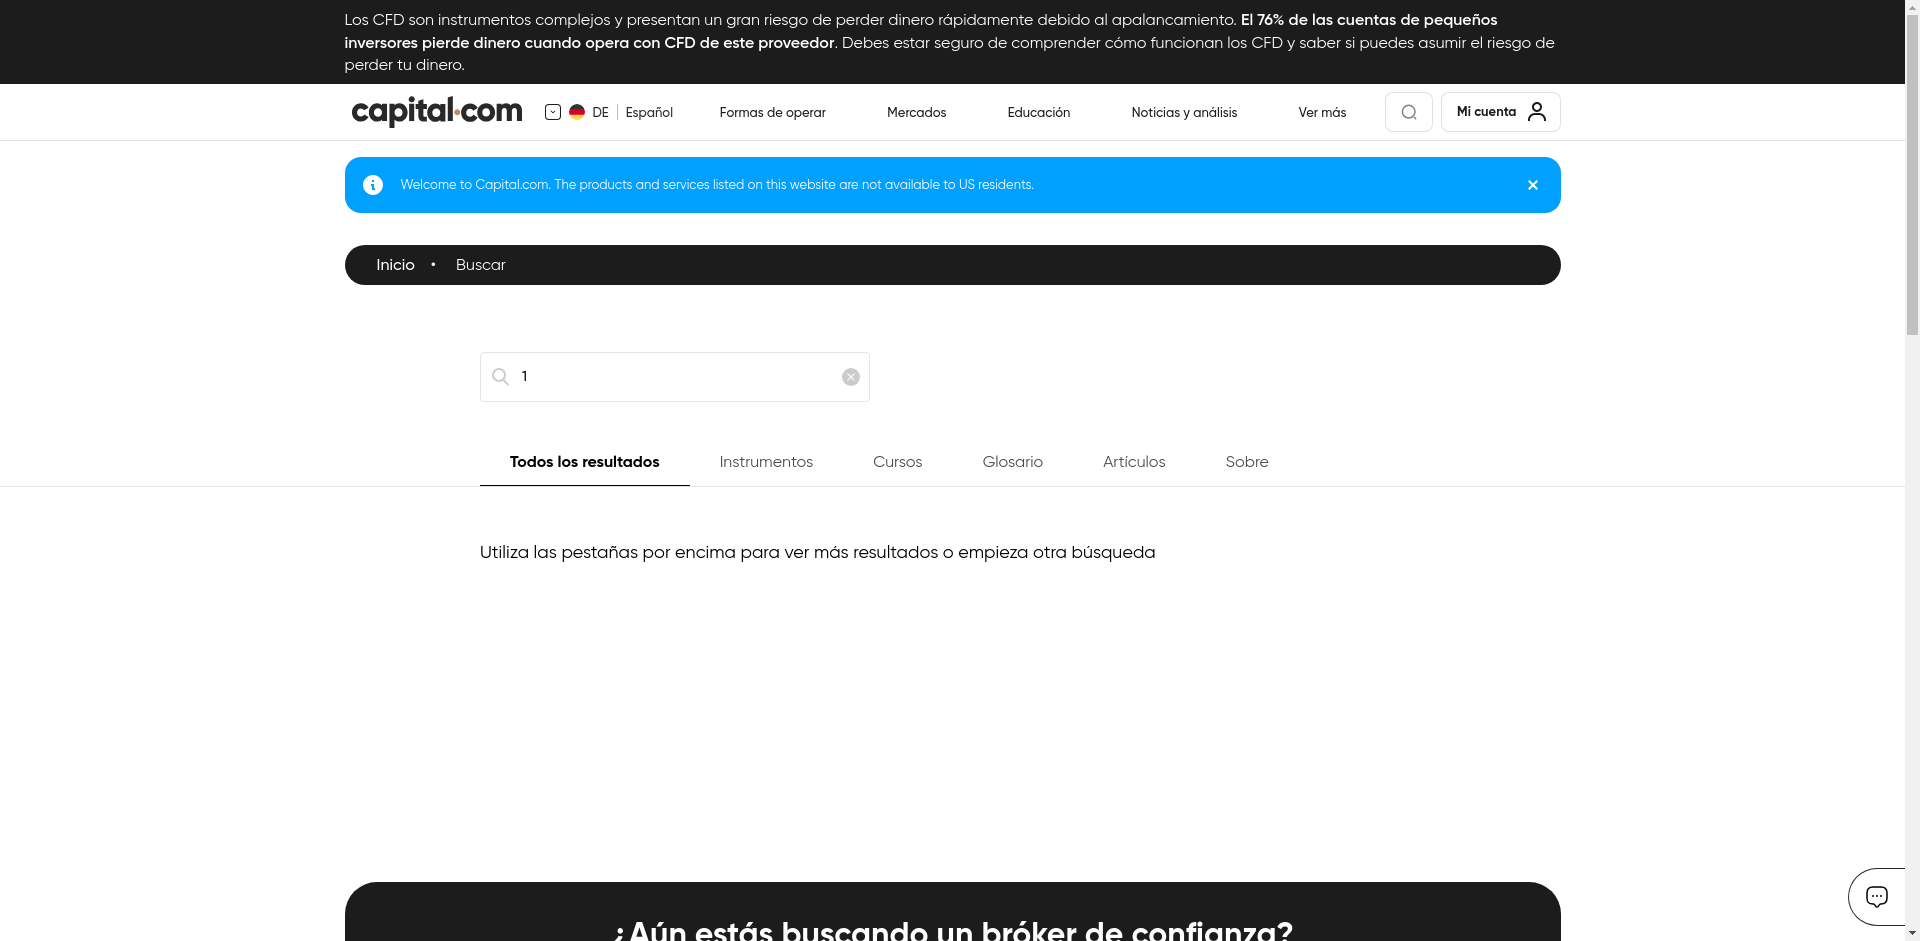 Los CFD son instrumentos complejos y presentan un gran riesgo de perder dinero rápidamente debido al apalancamiento. El 76% de las cuentas de pequeños
inversores pierde dinero cuando opera con CFD de este proveedor. Debes estar seguro de comprender cómo funcionan los CFD y saber si puedes asumir el riesgo de
perder tu dinero.
capital.com DE Español Formas de operar Mercados Educación Noticias y análisis Ver más Mi cuenta
Welcome to Capital.com. The products and services listed on this website are not available to US residents.
Inicio • Buscar
1
Todos los resultados Instrumentos Cursos Glosario Artículos Sobre
Utiliza las pestañas por encima para ver más resultados o empieza otra búsqueda
¿Aún estás buscando un bróker de confianza?